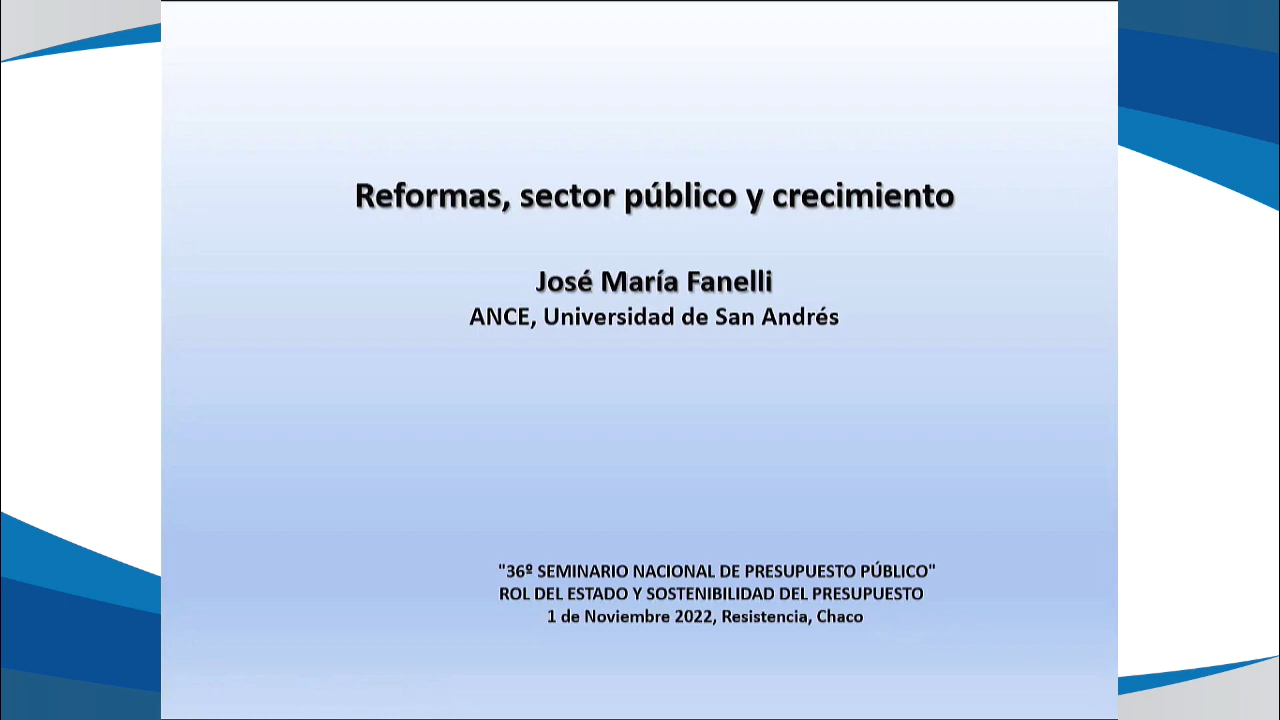 Reformas, sector público y crecimiento
José María Fanelli
ANCE, Universidad de San Andrés
"36º SEMINARIO NACIONAL DE PRESUPUESTO PÚBLICO"
ROL DEL ESTADO Y SOSTENIBILIDAD DEL PRESUPUESTO
1 de Noviembre 2022, Resistencia, Chaco